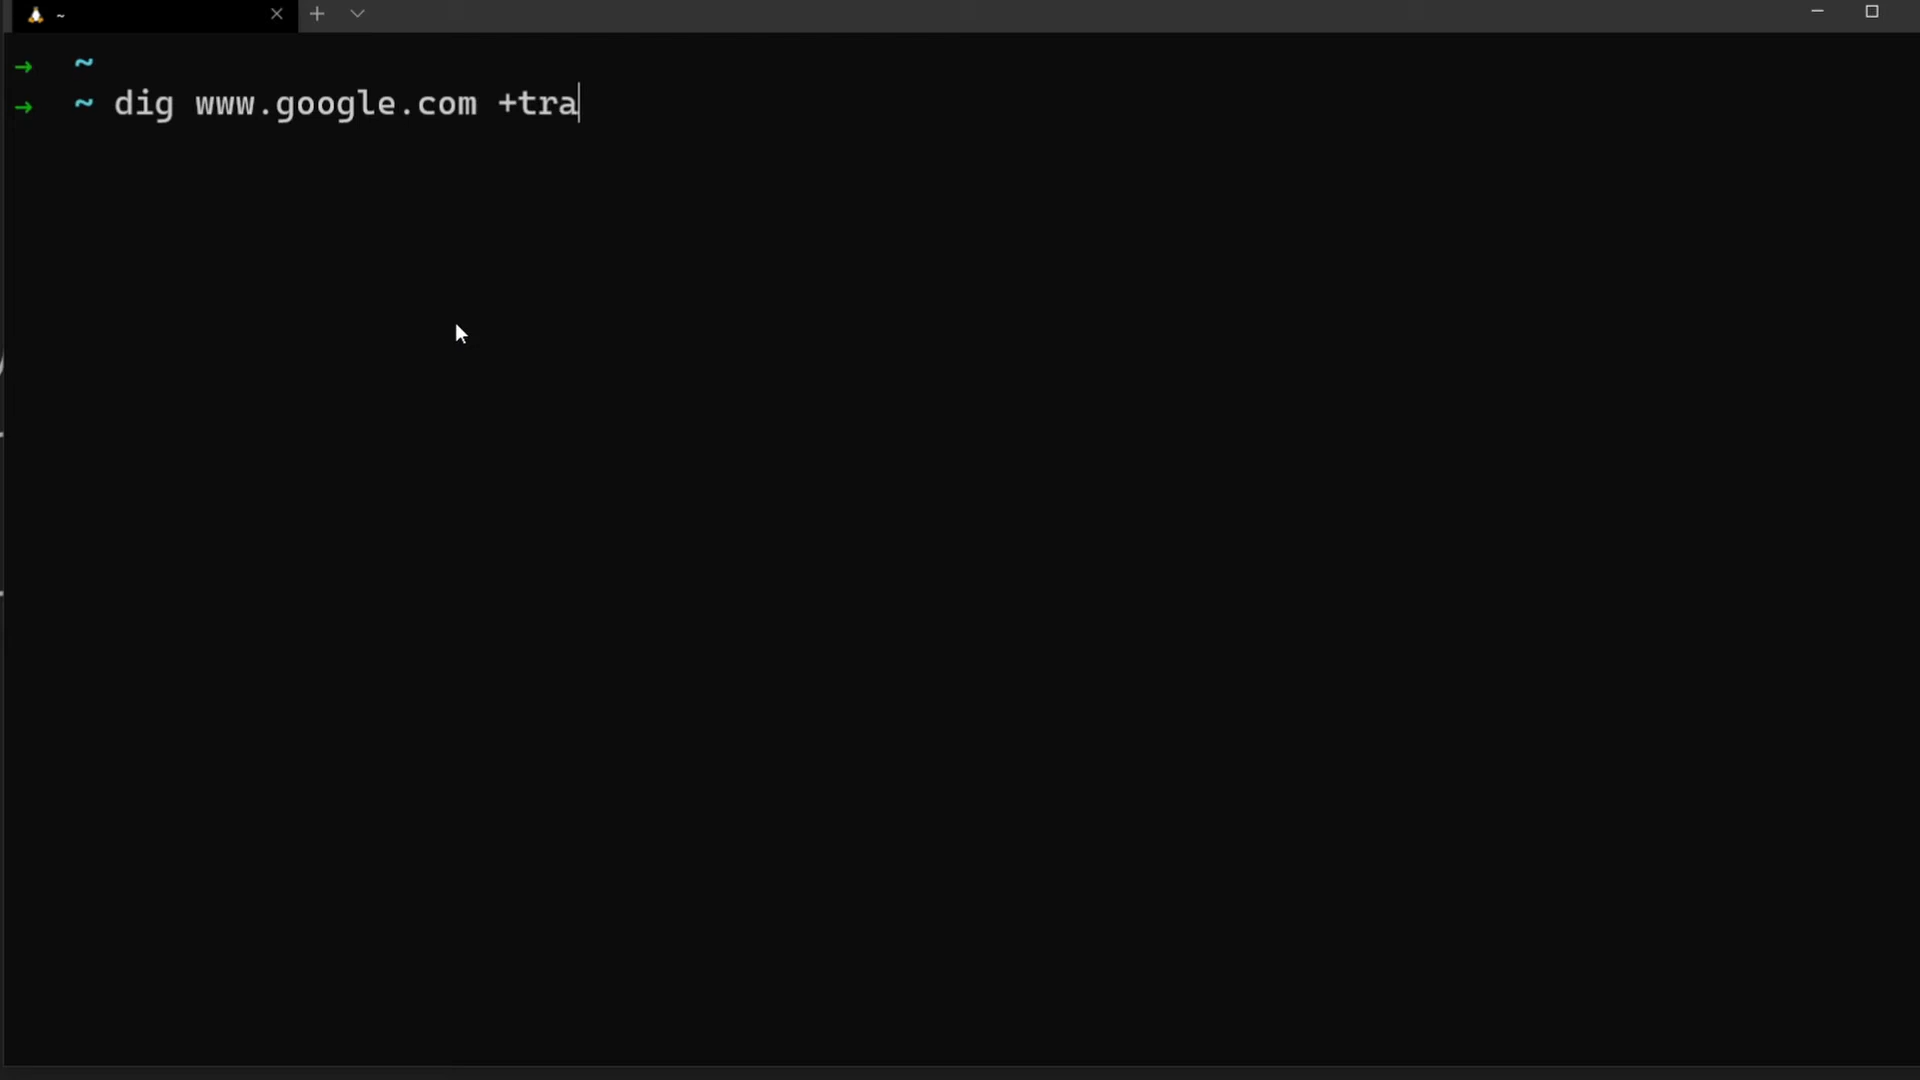 ~
→ ~
→ ~ dig www.google.com +tra